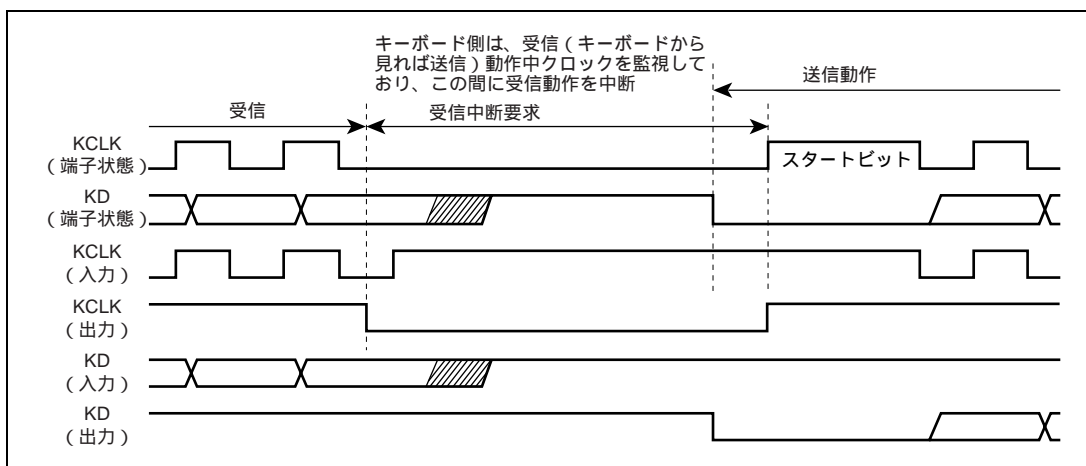 キーボード側は、受信(キーボードから
見れば送信)動作中クロックを監視して
おり、この間に受信動作を中断
送信動作
受信
受信中断要求
KCLK
(端子状態)
スタートビット
KD
(端子状態)
KCLK
(入力)
KCLK
(出力)
KD
(入力)
KD
(出力)